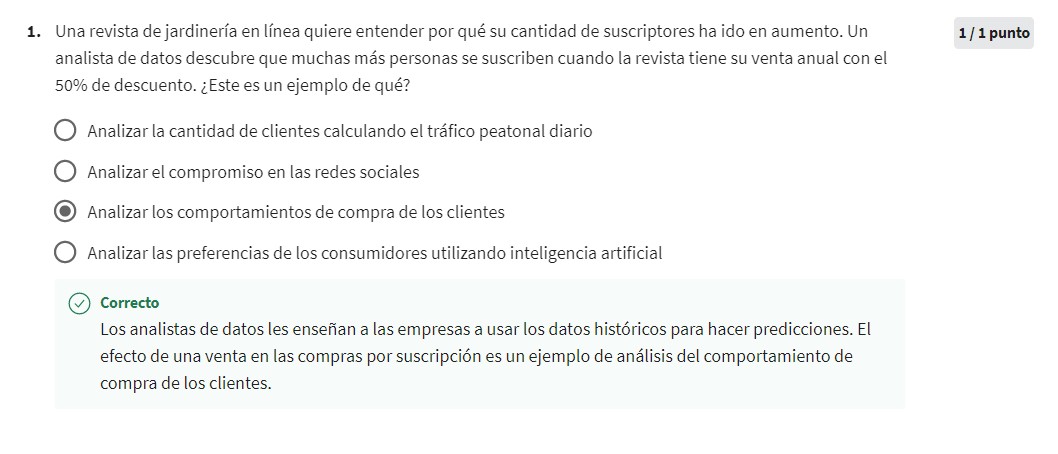 1. Una revista de jardinería en línea quiere entender por qué su cantidad de suscriptores ha ido en aumento. Un
1 / 1 punto
analista de datos descubre que muchas más personas se suscriben cuando la revista tiene su venta anual con el
50% de descuento. ¿Este es un ejemplo de qué?
Analizar la cantidad de clientes calculando el tráfico peatonal diario
Analizar el compromiso en las redes sociales
Analizar los comportamientos de compra de los clientes
Analizar las preferencias de los consumidores utilizando inteligencia artificial
Correcto
Los analistas de datos les enseñan a las empresas a usar los datos históricos para hacer predicciones. El
efecto de una venta en las compras por suscripción es un ejemplo de análisis del comportamiento de
compra de los clientes.